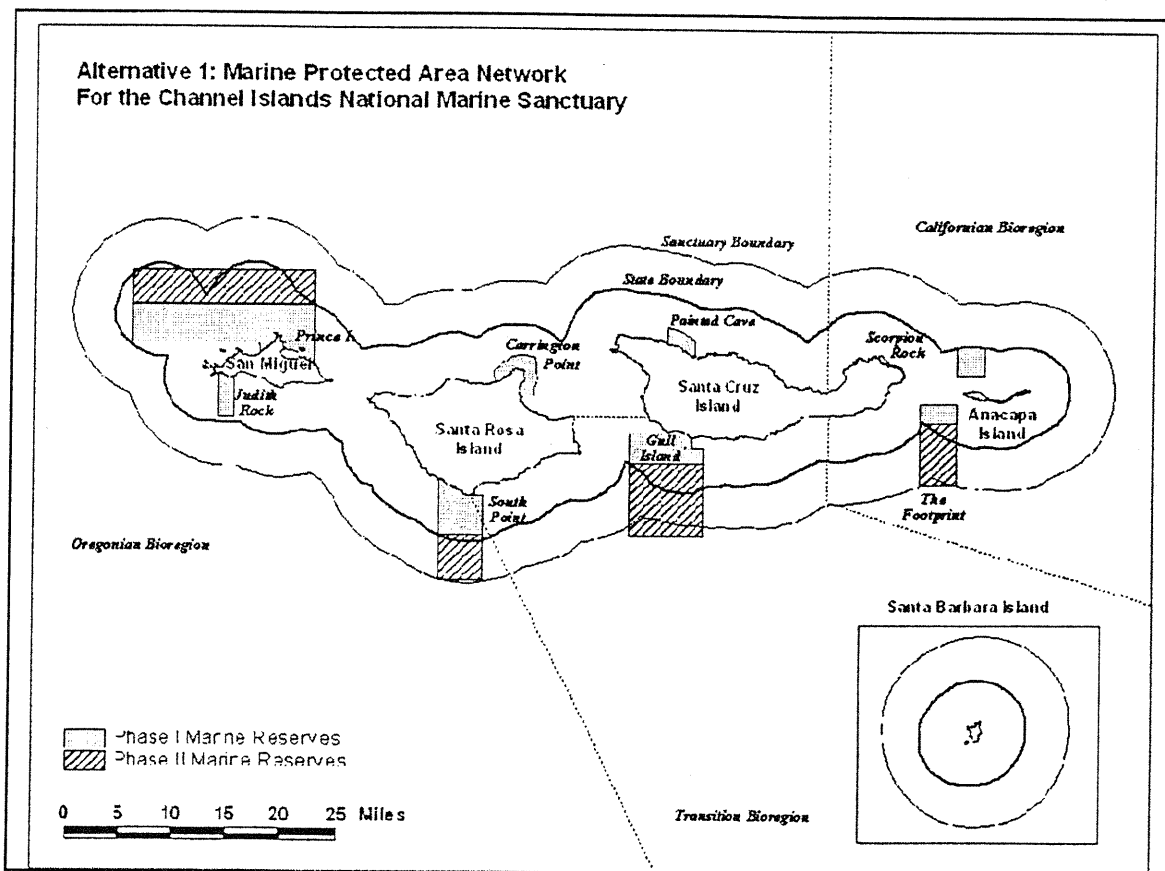 Alternative 1: Marine Protected Area Network
For the Channel Islands National Marine Sanctuary
Sanctuary Boundary
Californian Bioregion
State Boundary
Painted Cave
Scorpion
Rock
Prince
San Miguel
Carrington
Point
Judith
Rock
Santa Cruz
Island
Santa Rosa
Island
Gull
Island
Anacapa
Island
South
Point
The
Footprint
Oregonian Bioregion
Santa Barbara Island
Phase I Marine Reserves
Phase II Marine Reserves
0 5 10 15 20 25 Miles
Transition Bioregion